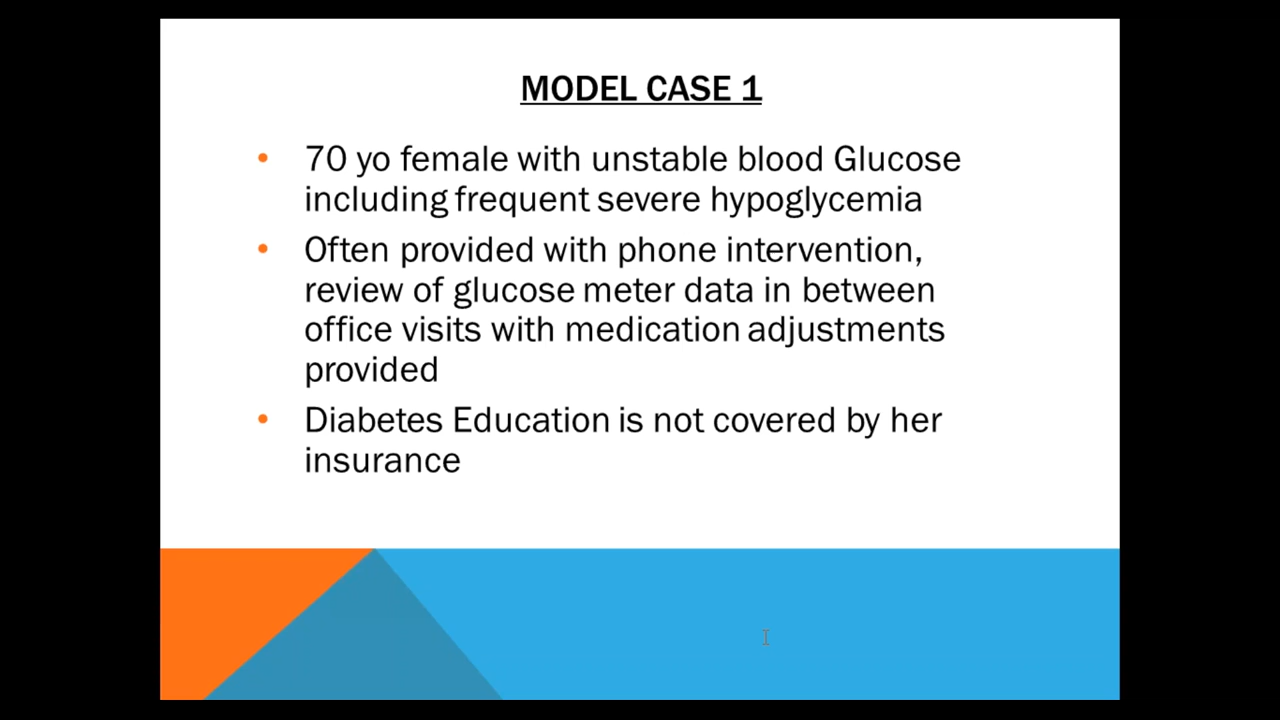 MODEL CASE 1
• 70 yo female with unstable blood Glucose
including frequent severe hypoglycemia
• Often provided with phone intervention,
review of glucose meter data in between
office visits with medication adjustments
provided
• Diabetes Education is not covered by her
insurance